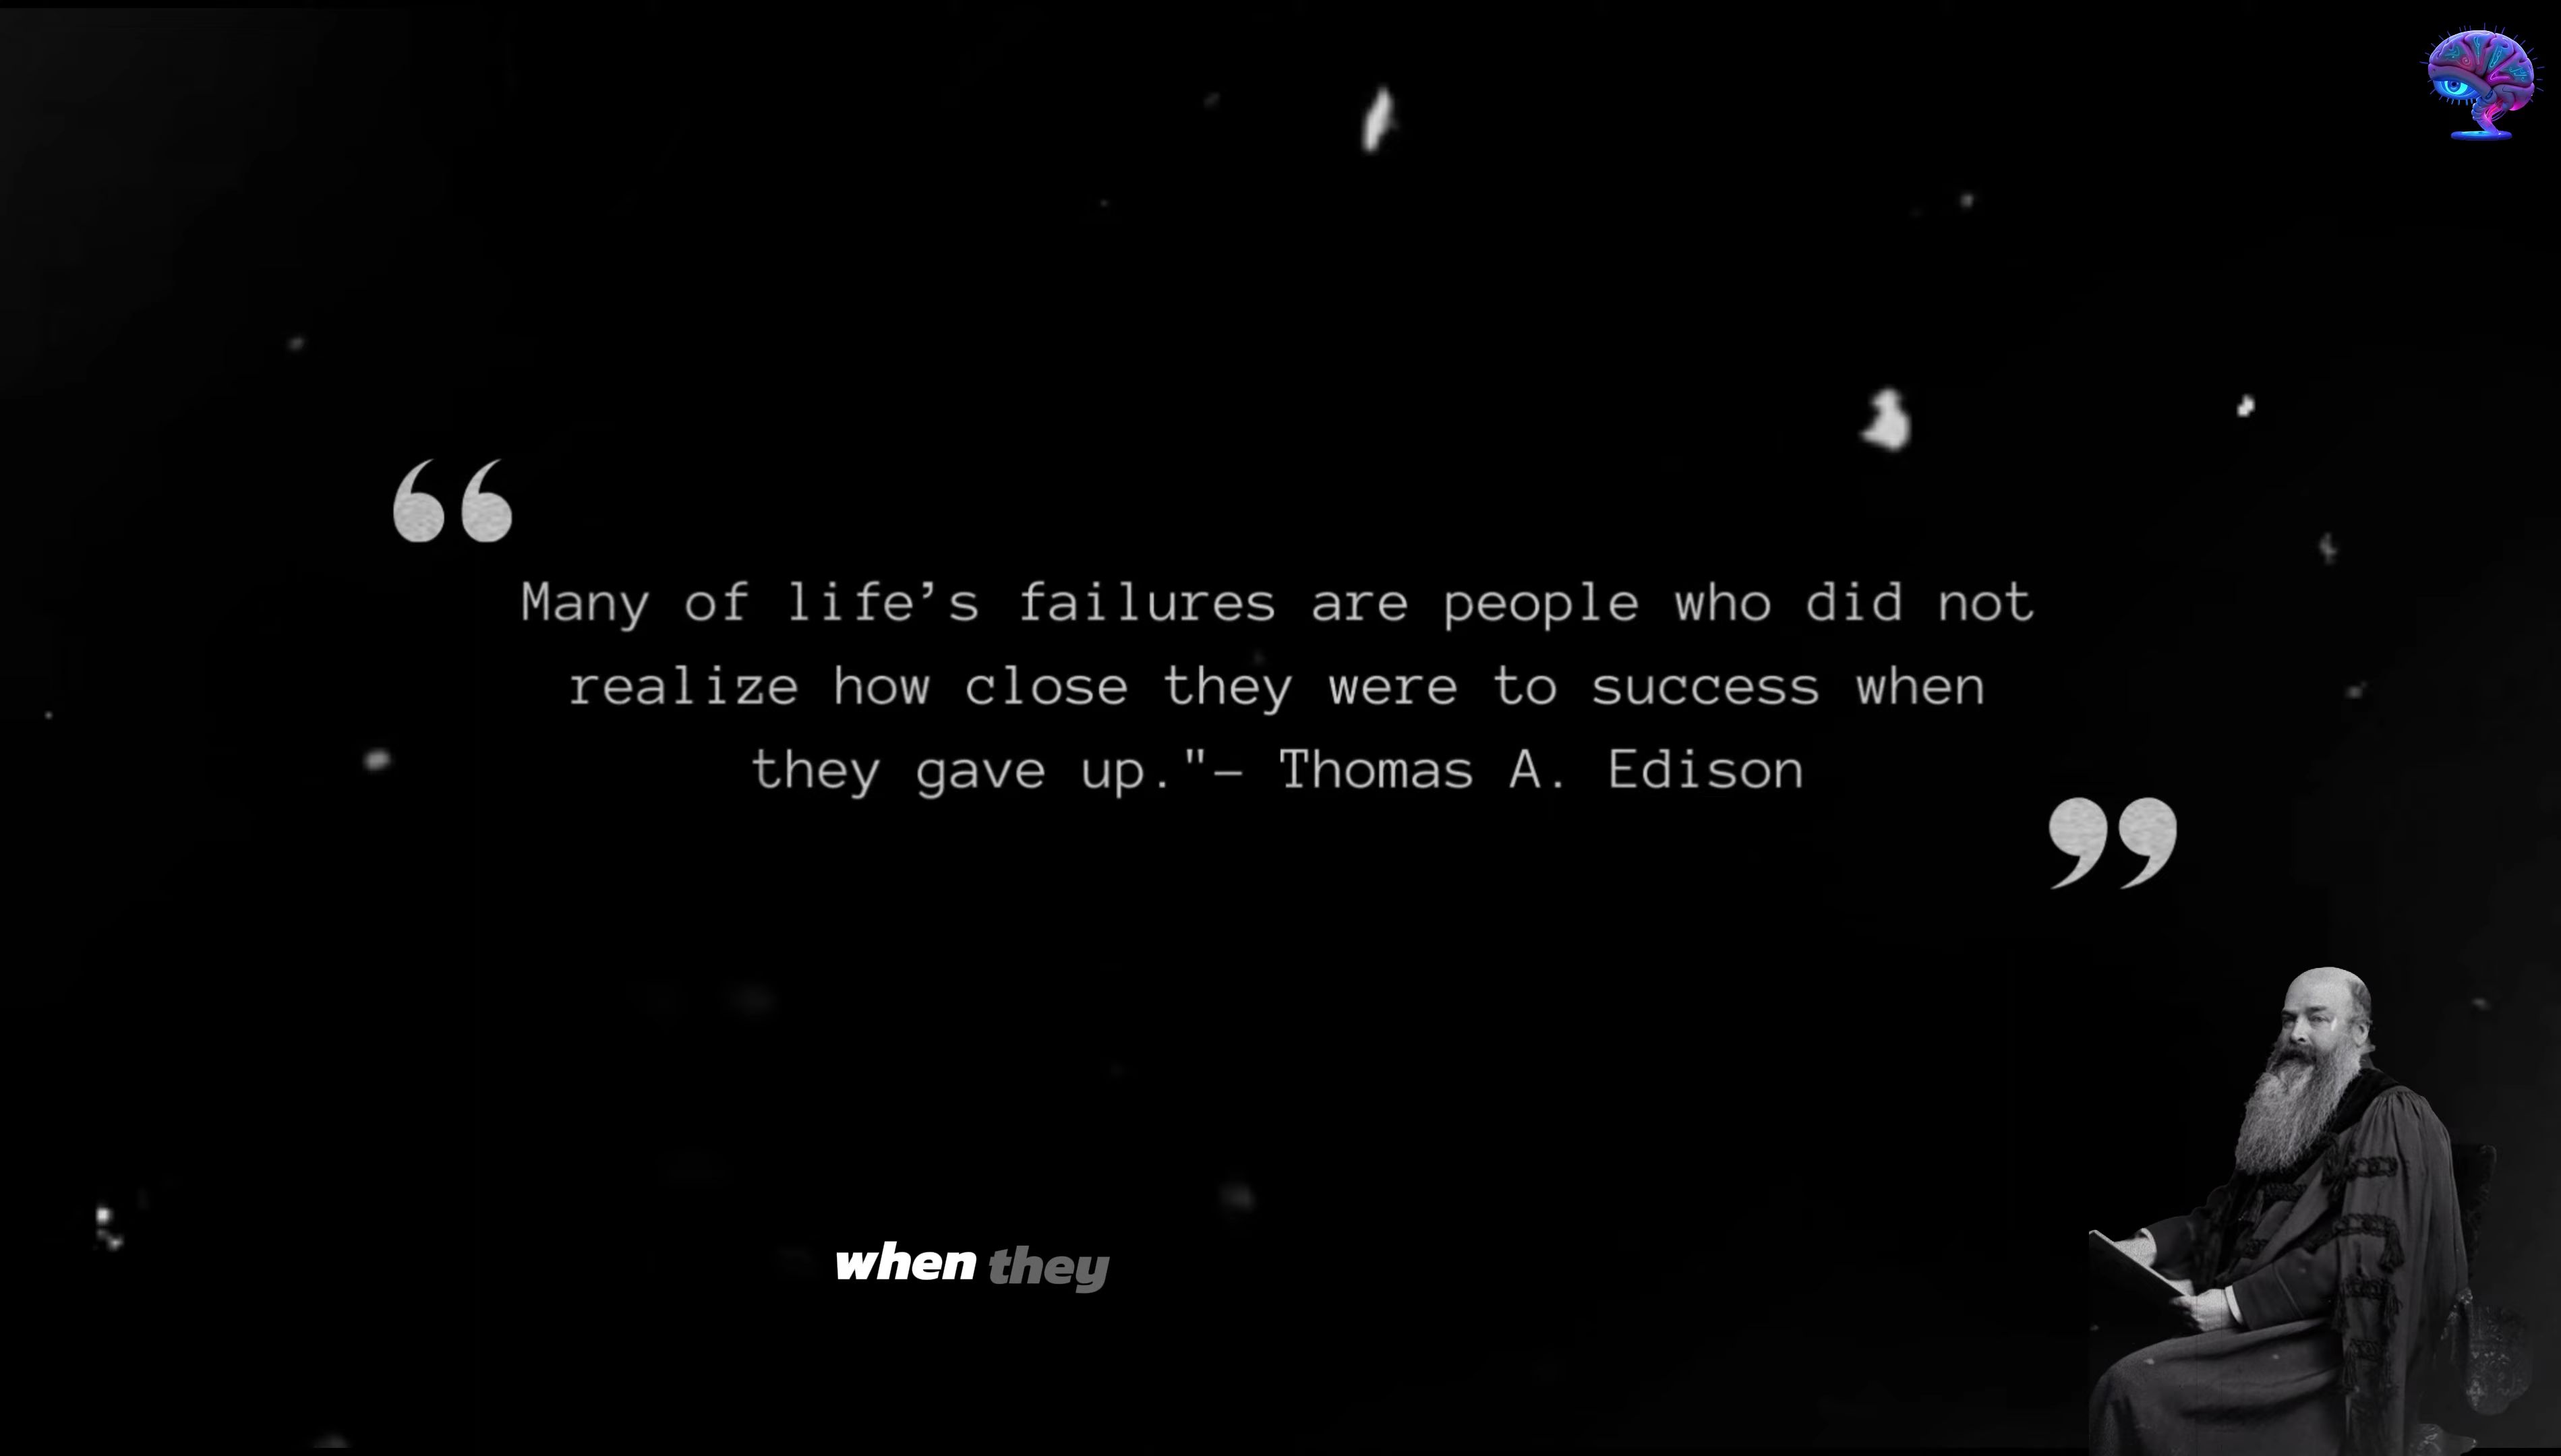 “
Many of life’s failures are people who did not
realize how close they were to success when
they gave up."— Thomas A. Edison
”
when they